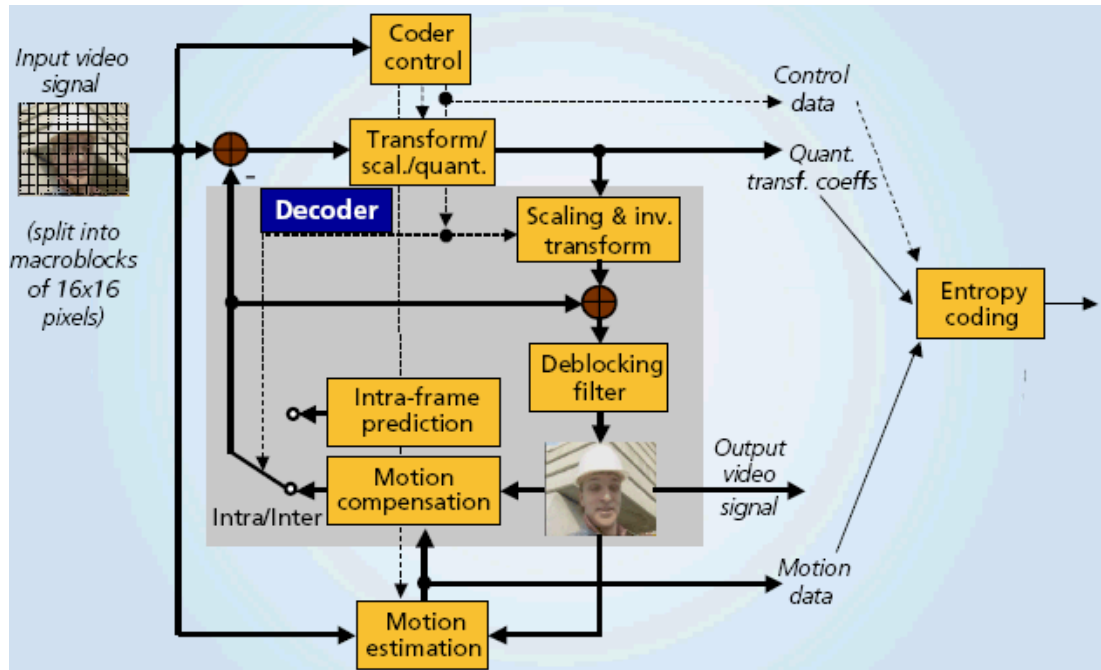 Input video
signal
(split into
macroblocks
of 16x16
pixels)
Coder
control
Transform/
scal./quant.
-
Decoder
Scaling & inv.
transform
Deblocking
filter
Intra-frame
prediction
Motion
compensation
Intra/Inter
Motion
estimation
Control
data
Quant.
transf. coeffs
Output
video
signal
Motion
data
Entropy
coding